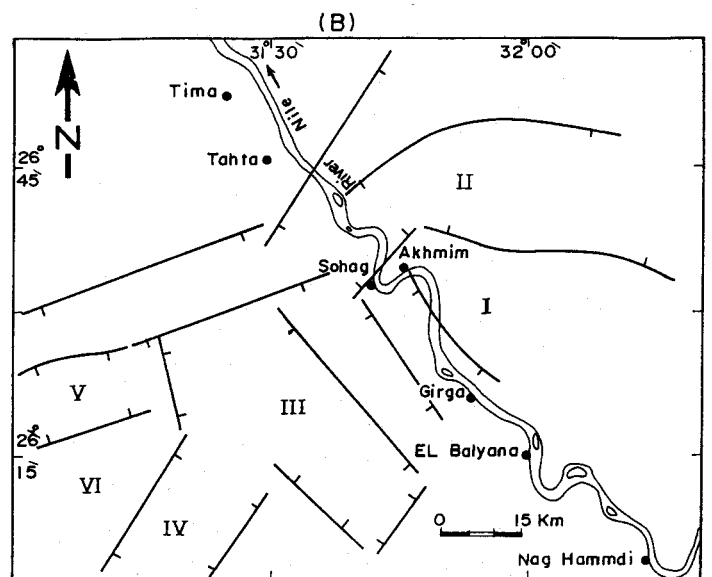 (B)
31° 30' 32° 00'
N
Tima
Nile
River
26° 45'
Tahta
II
Sohag
Akhmim
I
V
III
Girga
26° 15'
EL Balyana
VI
IV
0 15 Km
Nag Hammdi